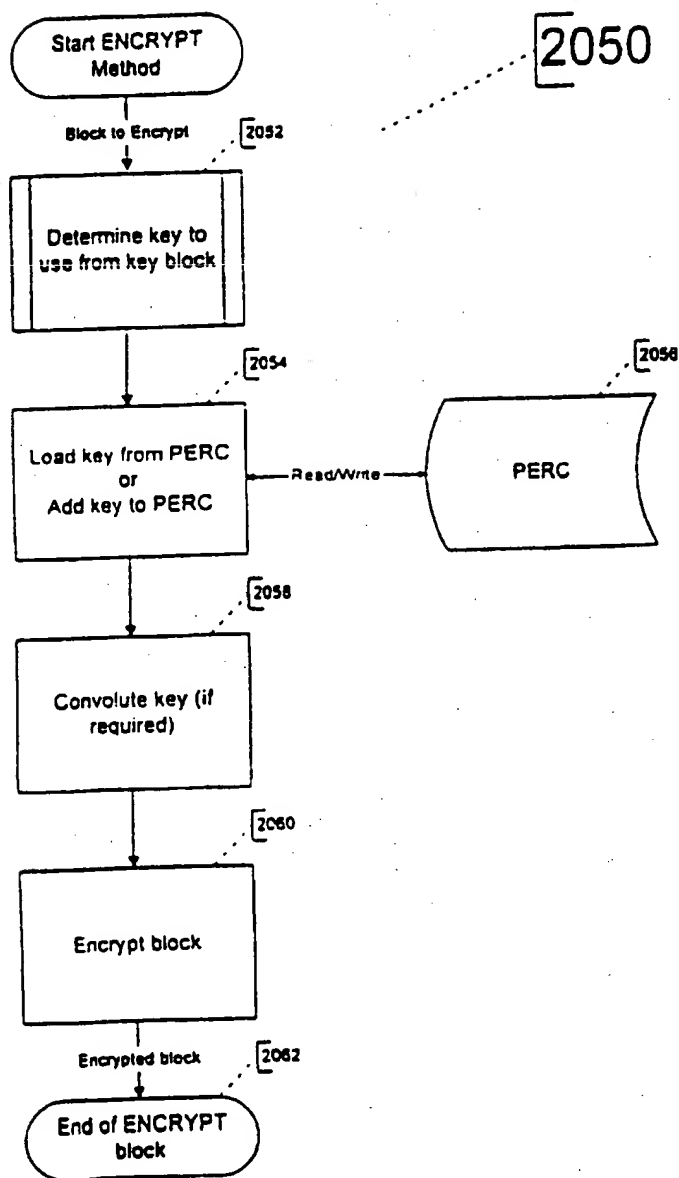 Start ENCRYPT
Method
2050
Block to Encrypt
2052
Determine key to
use from key block
2054
2056
Load key from PERC
or
Add key to PERC
Read/Write
PERC
2058
Convolute key (if
required)
2060
Encrypt block
Encrypted block
2062
End of ENCRYPT
block